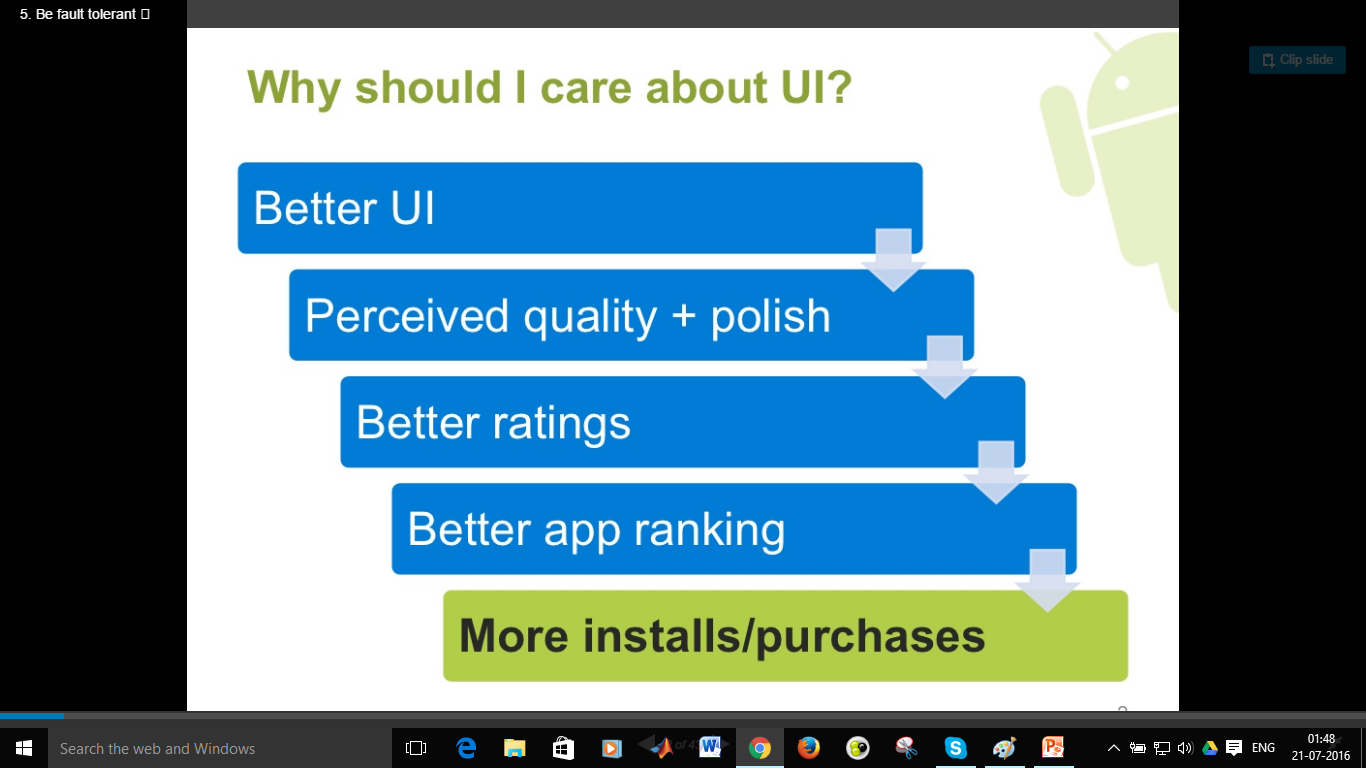 5. Be fault tolerant
Clip slide
Why should I care about UI?
Better UI
Perceived quality + polish
Better ratings
Better app ranking
More installs/purchases
Search the web and Windows
ENG
01:48
21-07-2016